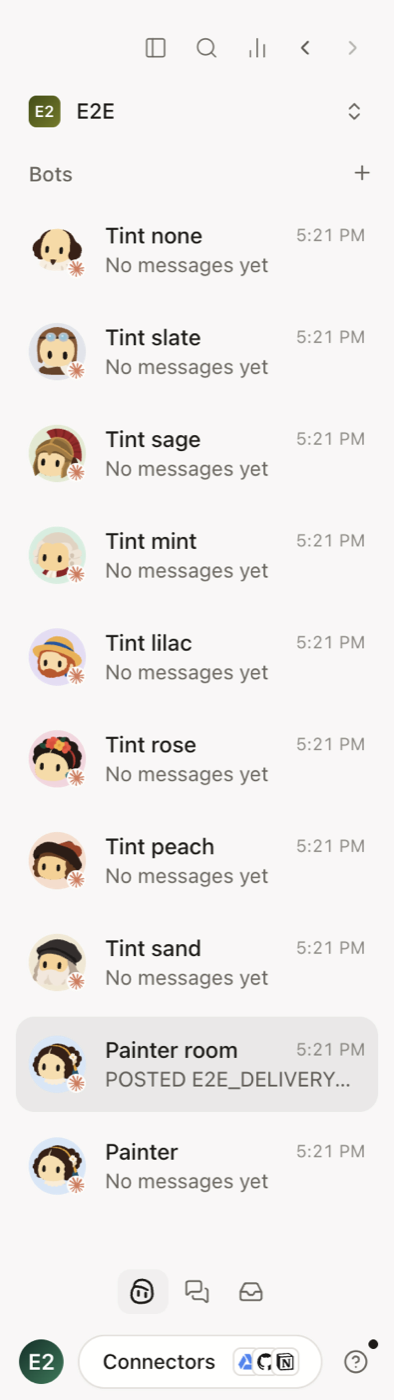 E2 E2E
Bots
Tint none 5:21 PM
No messages yet
Tint slate 5:21 PM
No messages yet
Tint sage 5:21 PM
No messages yet
Tint mint 5:21 PM
No messages yet
Tint lilac 5:21 PM
No messages yet
Tint rose 5:21 PM
No messages yet
Tint peach 5:21 PM
No messages yet
Tint sand 5:21 PM
No messages yet
Painter room 5:21 PM
POSTED E2E_DELIVERY...
Painter 5:21 PM
No messages yet
E2 Connectors